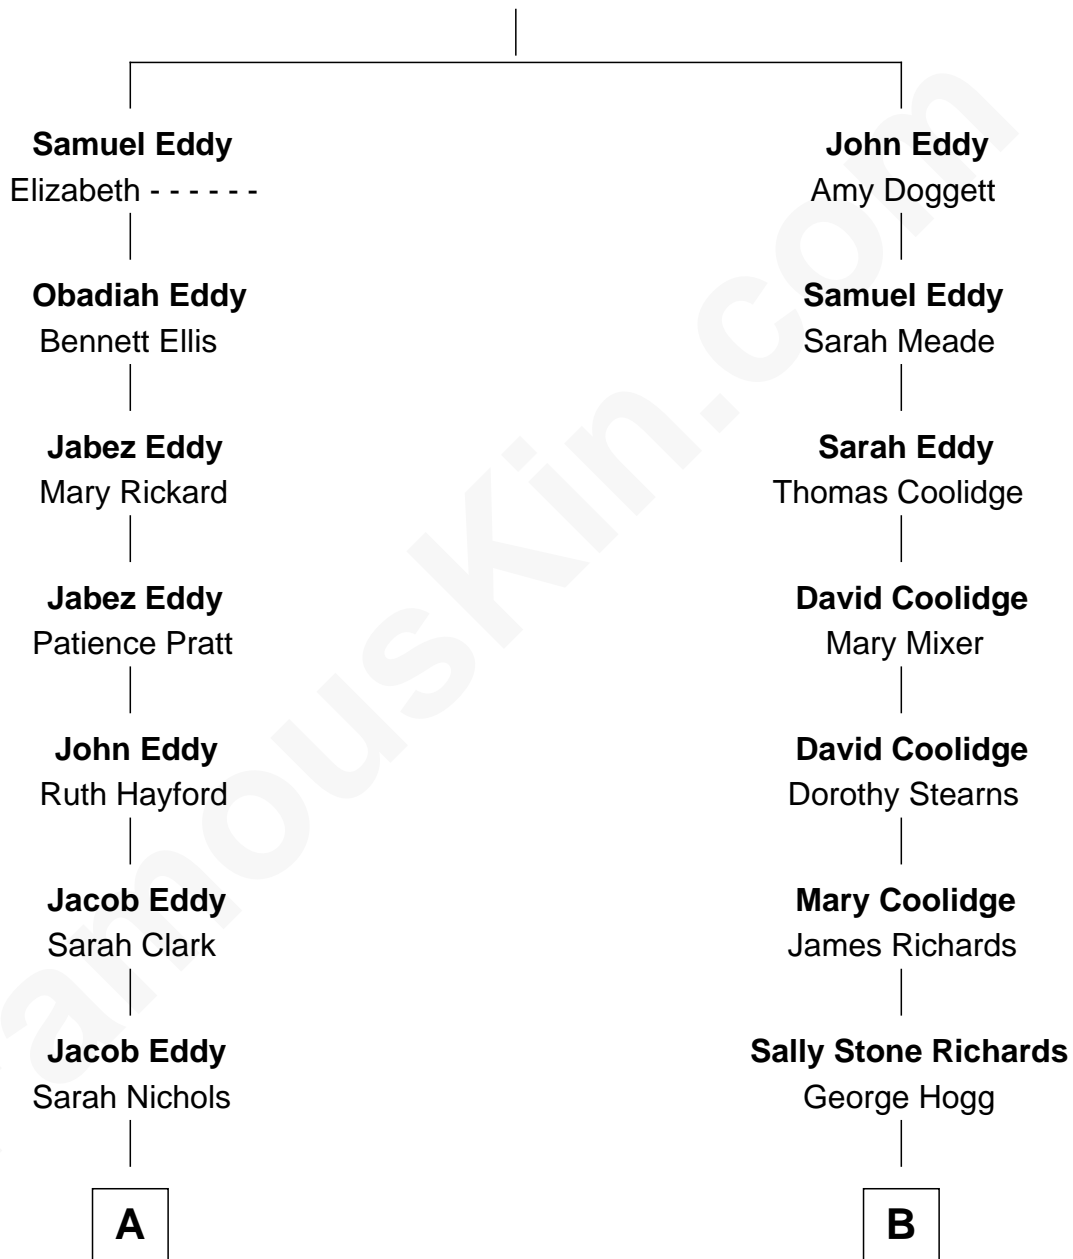 Samuel Eddy
Elizabeth - - - - - -
Obadiah Eddy
Bennett Ellis
Jabez Eddy
Mary Rickard
Jabez Eddy
Patience Pratt
John Eddy
Ruth Hayford
Jacob Eddy
Sarah Clark
Jacob Eddy
Sarah Nichols
A
John Eddy
Amy Doggett
Samuel Eddy
Sarah Meade
Sarah Eddy
Thomas Coolidge
David Coolidge
Mary Mixer
David Coolidge
Dorothy Stearns
Mary Coolidge
James Richards
Sally Stone Richards
George Hogg
B
amousKin.com